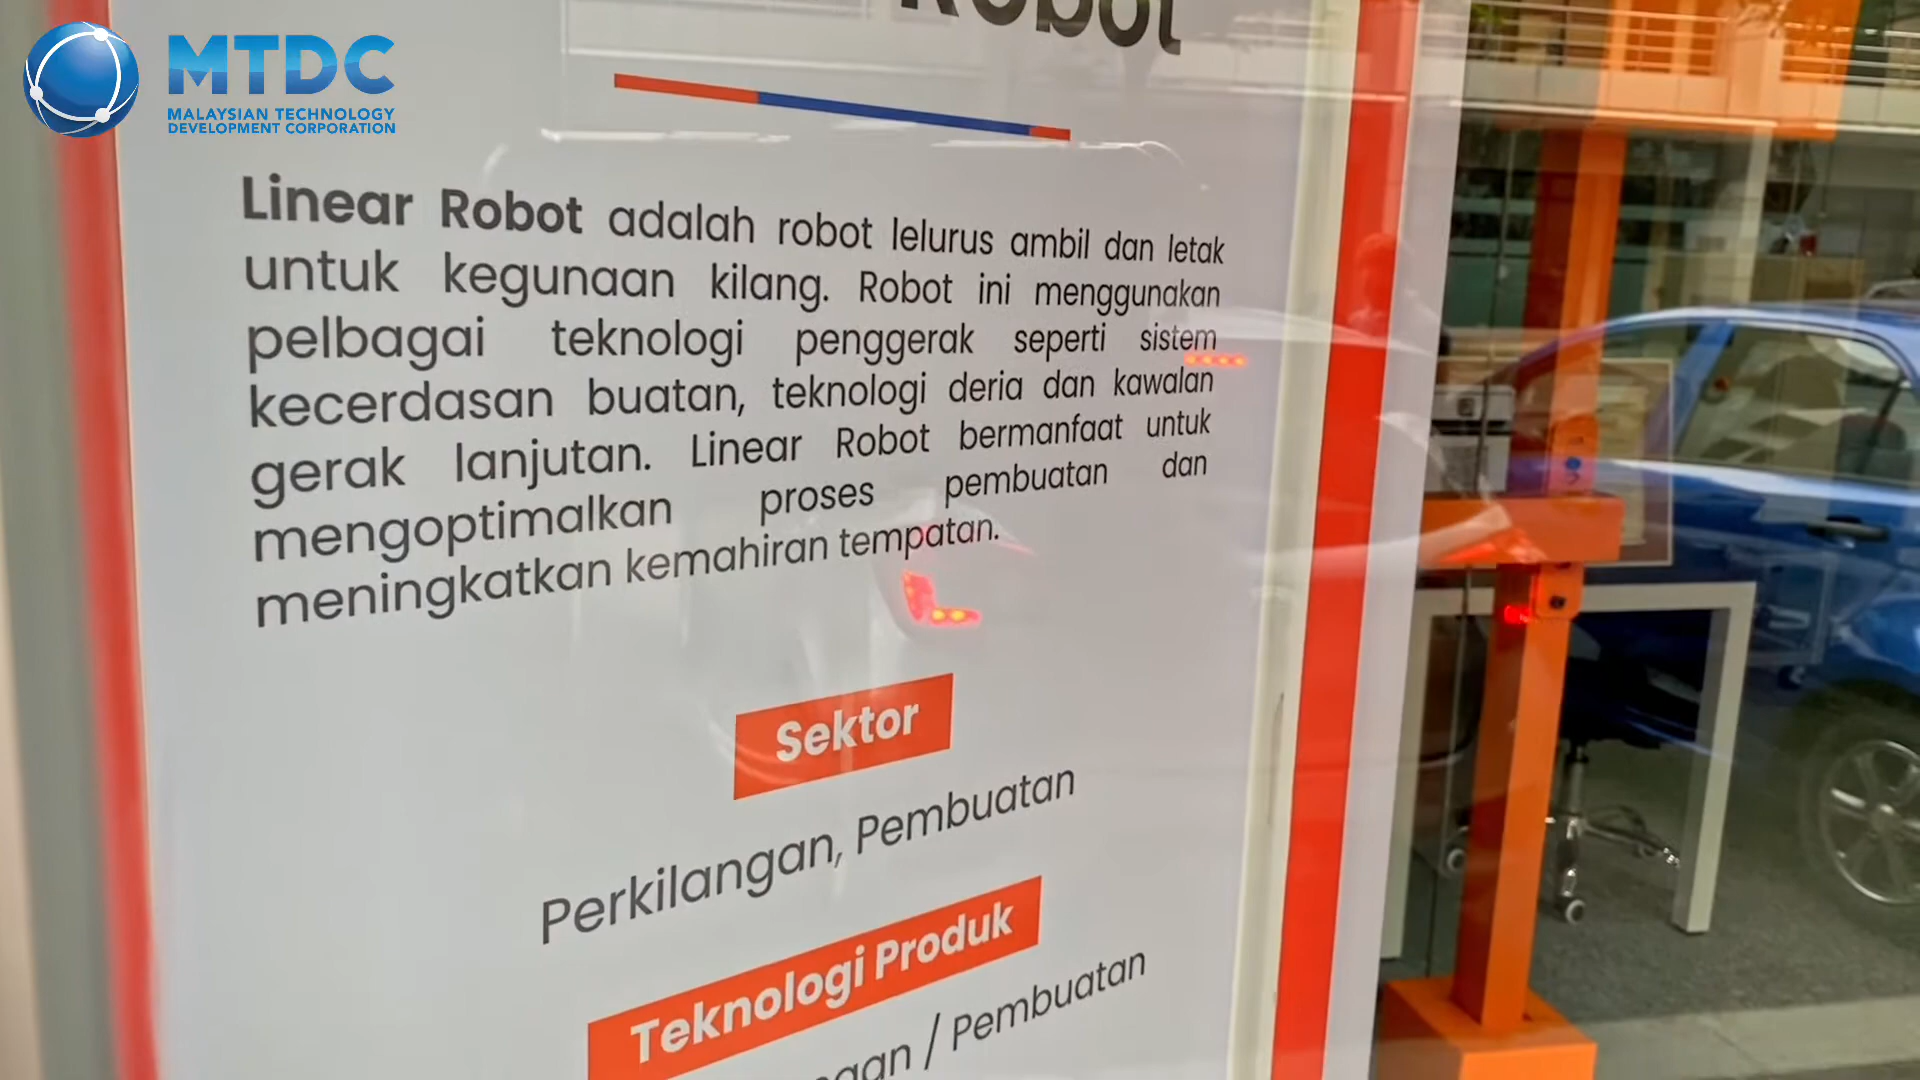 MTDC
MALAYSIAN TECHNOLOGY
DEVELOPMENT CORPORATION
Robot
Linear Robot adalah robot lelurus ambil dan letak
untuk kegunaan kilang. Robot ini menggunakan
pelbagai teknologi penggerak seperti sistem
kecerdasan buatan, teknologi deria dan kawalan
gerak lanjutan. Linear Robot bermanfaat untuk
mengoptimalkan proses pembuatan dan
meningkatkan kemahiran tempatan.
Sektor
Perkilangan, Pembuatan
Teknologi Produk
/ Pembuatan